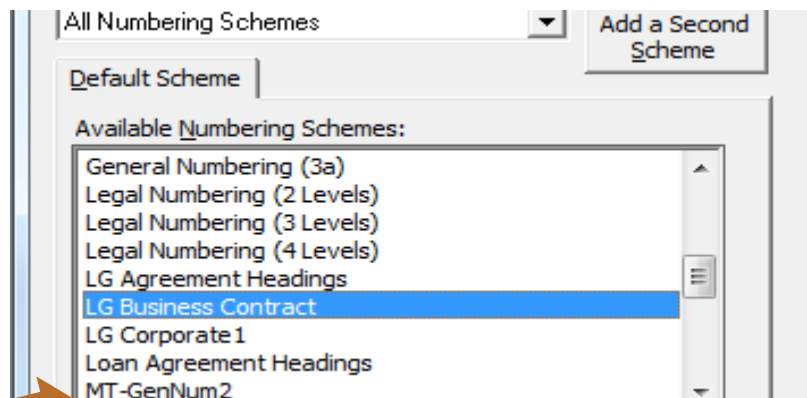 All Numbering Schemes
Add a Second
Scheme
Default Scheme
Available Numbering Schemes:
General Numbering (3a)
Legal Numbering (2 Levels)
Legal Numbering (3 Levels)
Legal Numbering (4 Levels)
LG Agreement Headings
LG Business Contract
LG Corporate1
Loan Agreement Headings
MT-GenNum2